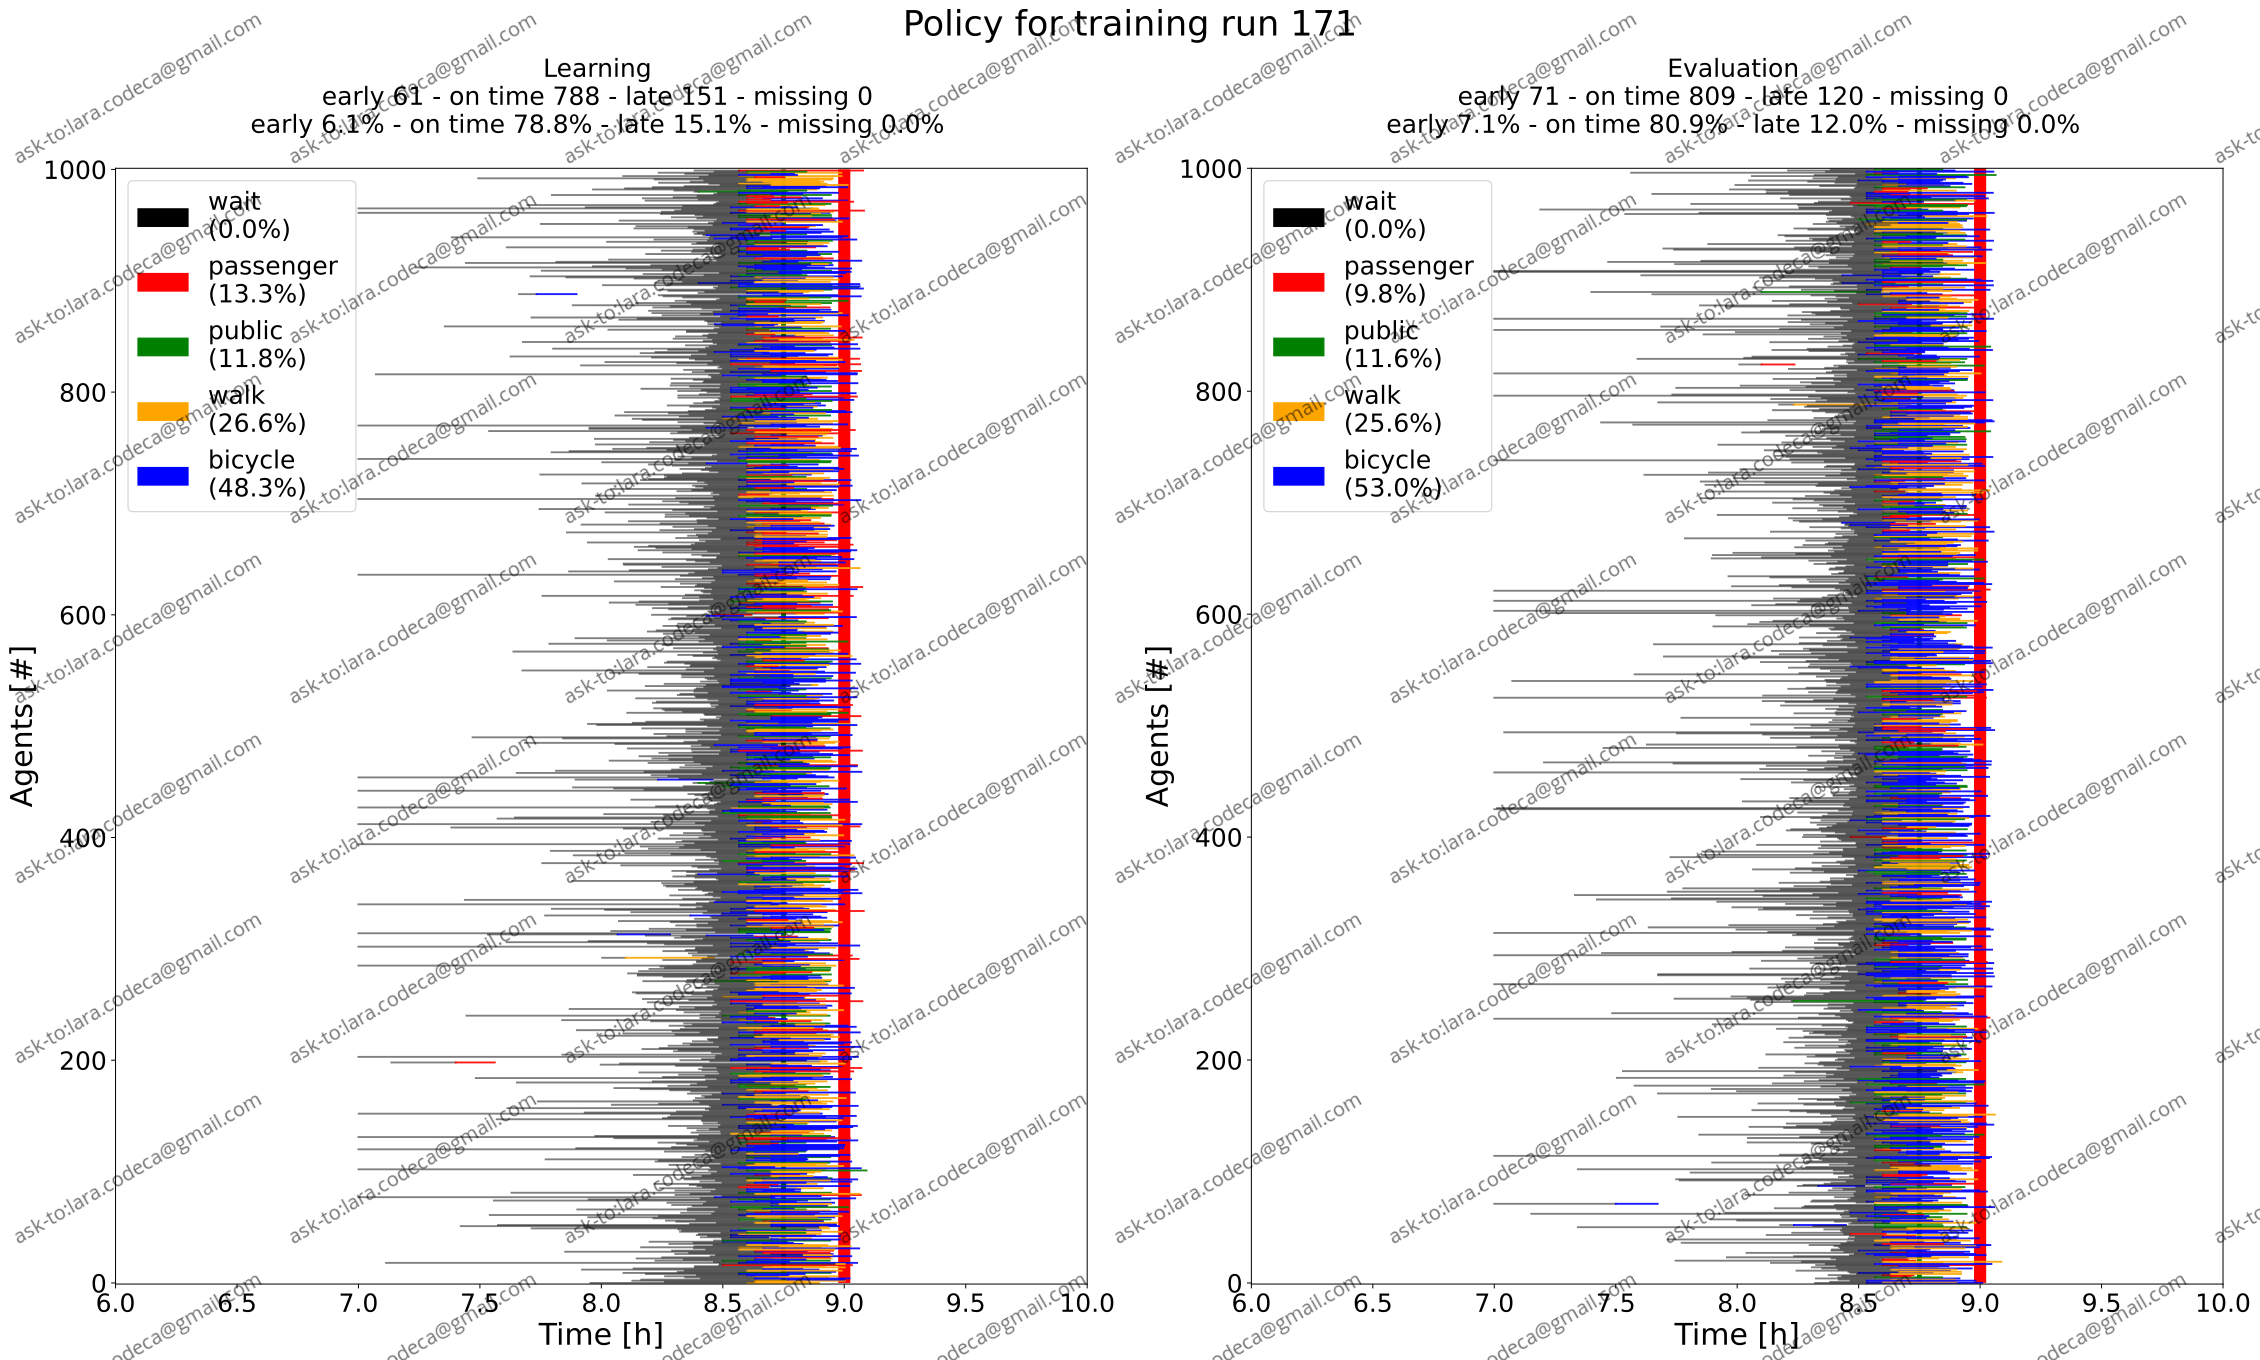 Policy for training run 171
Learning
early 61 - on time 788 - late 151 - missing 0
early 6.1% - on time 78.8% - late 15.1% - missing 0.0%
1000
800
600
400
200
0
Agents [#]
wait
(0.0%)
passenger
(13.3%)
public
(11.8%)
walk
(26.6%)
bicycle
(48.3%)
6.0 6.5 7.0 7.5 8.0 8.5 9.0 9.5 10.0
Time [h]
Evaluation
early 71 - on time 809 - late 120 - missing 0
early 7.1% - on time 80.9% - late 12.0% - missing 0.0%
1000
800
600
400
200
0
Agents [#]
wait
(0.0%)
passenger
(9.8%)
public
(11.6%)
walk
(25.6%)
bicycle
(53.0%)
6.0 6.5 7.0 7.5 8.0 8.5 9.0 9.5 10.0
Time [h]
ask-to:lara.codeca@gmail.com